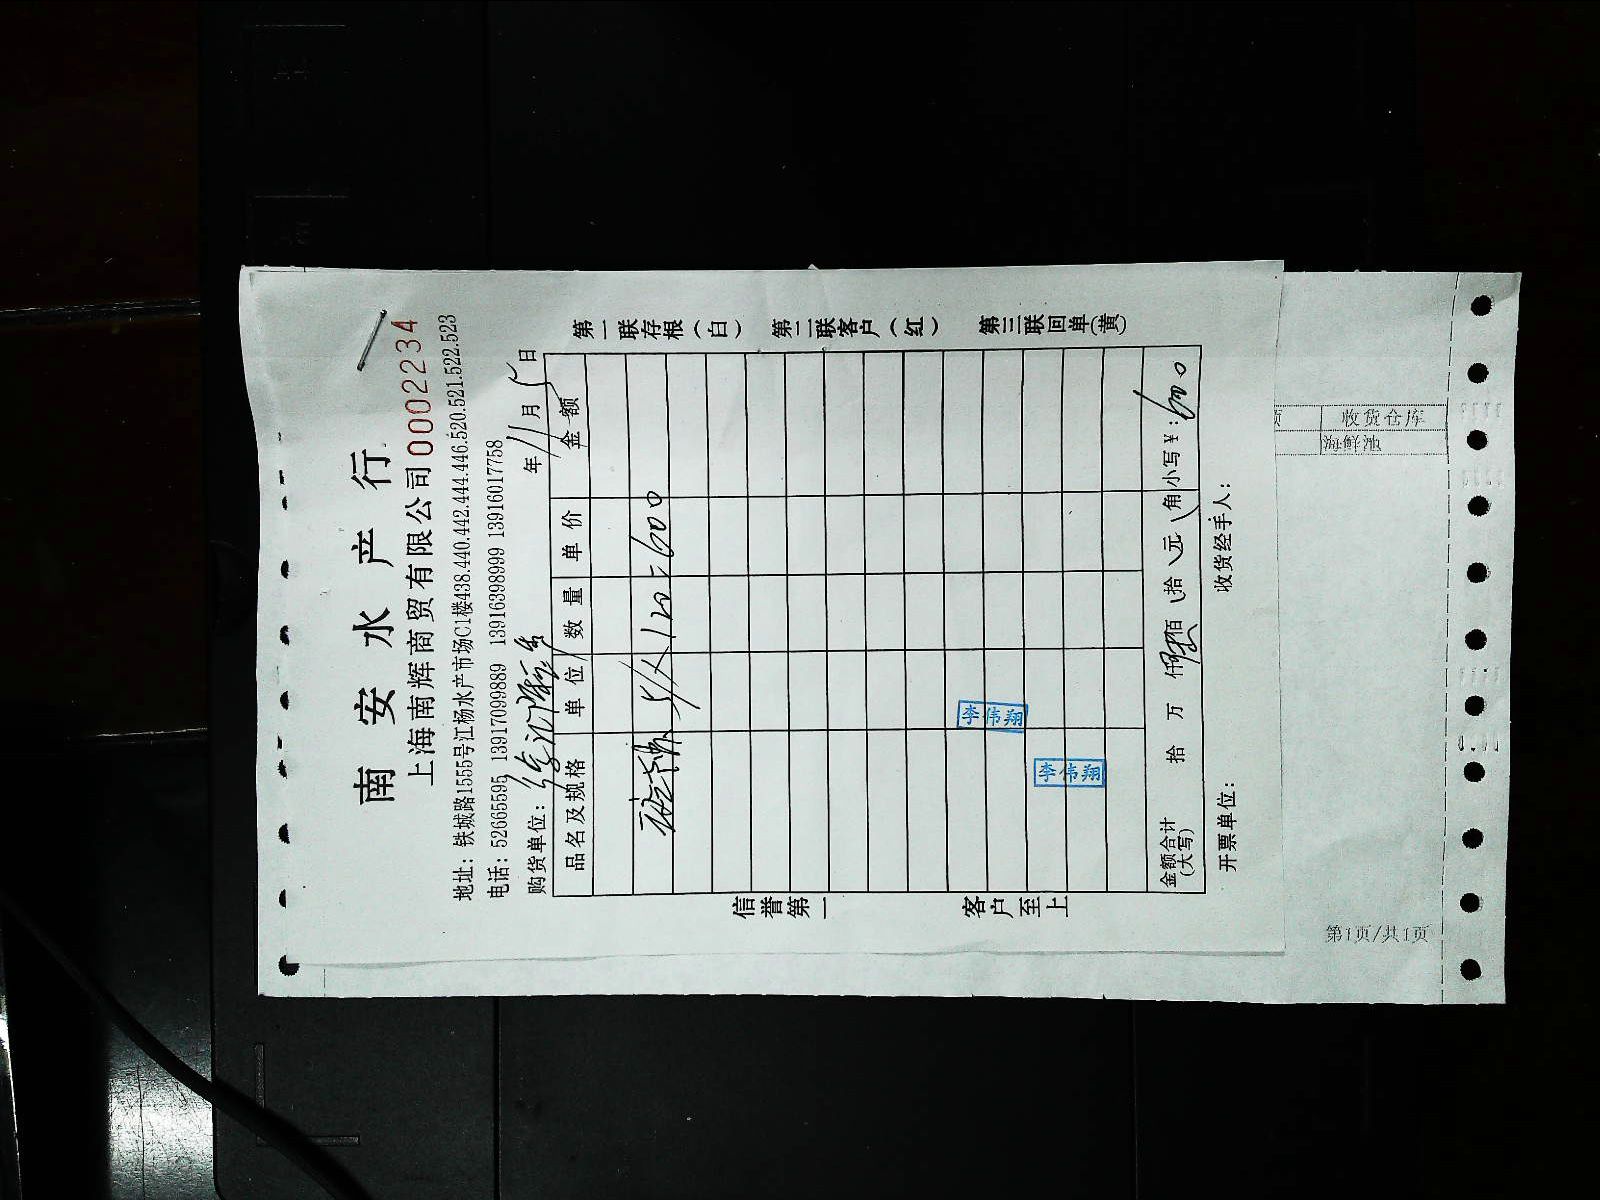 南安水产行
上海南辉商贸有限公司 0002234
地址：铁城路1555号江杨水产市场C1楼438.440.442.444.446.520.521.522.523
电话：52665595 13917099889 13916398999 13916017758
购货单位： 年 11 月 5 日
品名及规格 单位 数量 单价 金额
5/ 120=600
李伟翔
李伟翔
金额合计（大写） 拾 万 仟 佰 拾 元 角 小写￥：600
开票单位： 收货经手人：
信誉第一
客户至上
第一联存根（白）
第二联客户（红）
第三联回单（黄）
收货仓库
海鲜池
第1页/共1页